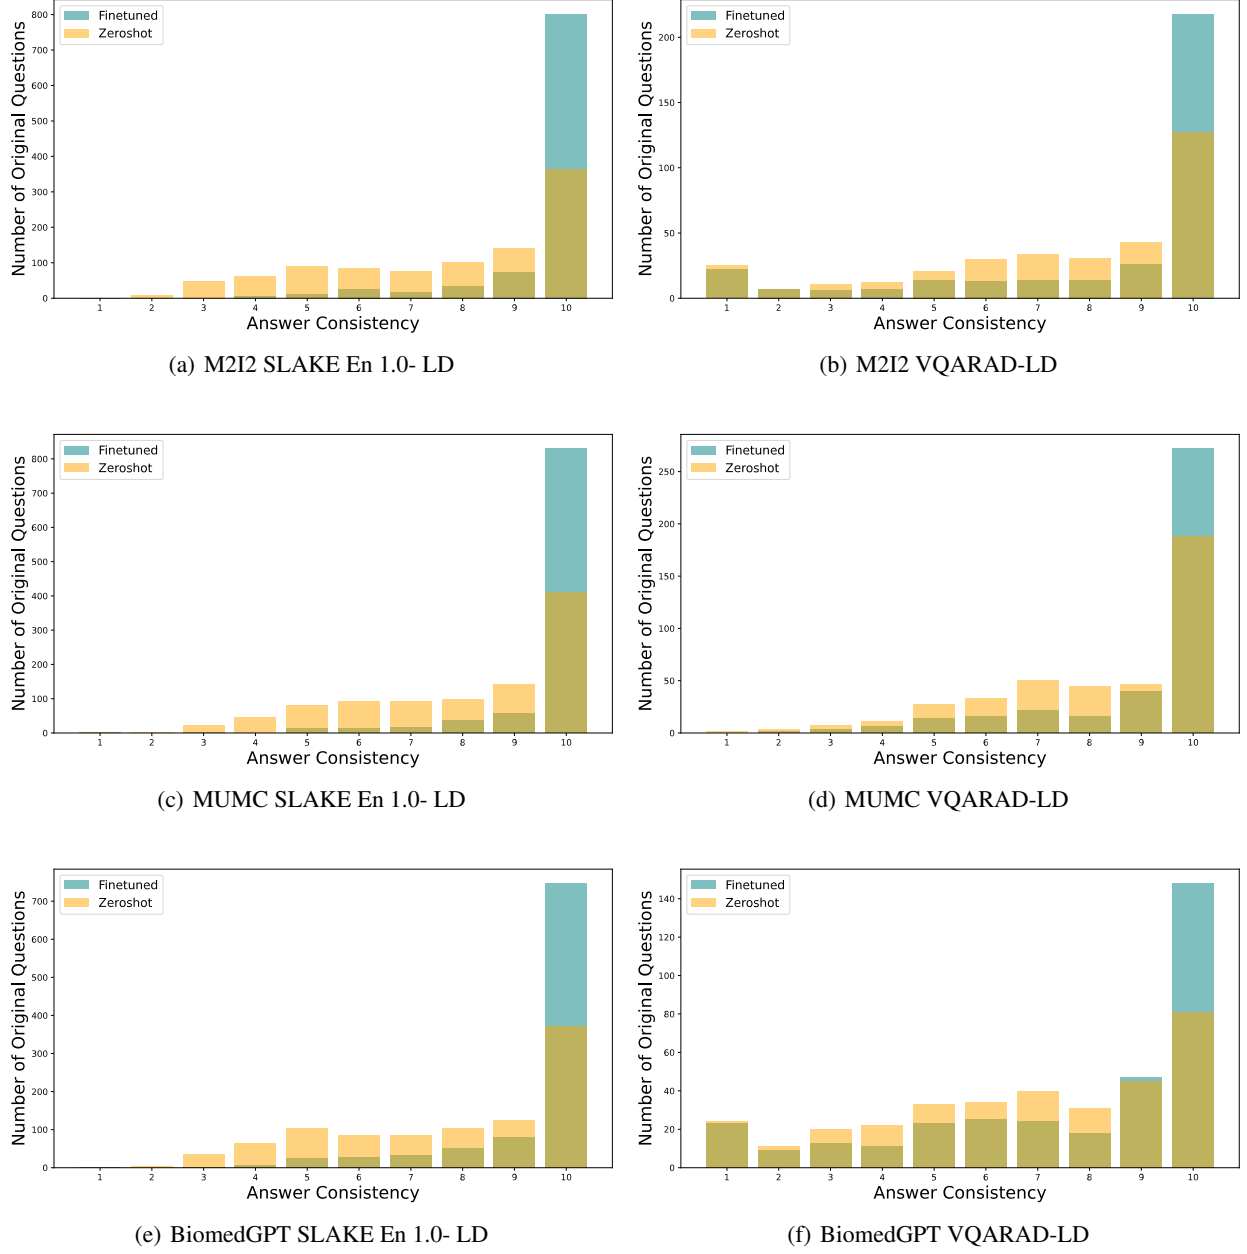 Number of Original Questions
800
700
600
500
400
300
200
100
0
Finetuned
Zeroshot
1 2 3 4 5 6 7 8 9 10
Answer Consistency
(a) M2I2 SLAKE En 1.0- LD
Number of Original Questions
200
150
100
50
0
Finetuned
Zeroshot
1 2 3 4 5 6 7 8 9 10
Answer Consistency
(b) M2I2 VQARAD-LD
Number of Original Questions
800
700
600
500
400
300
200
100
0
Finetuned
Zeroshot
1 2 3 4 5 6 7 8 9 10
Answer Consistency
(c) MUMC SLAKE En 1.0- LD
Number of Original Questions
250
200
150
100
50
0
Finetuned
Zeroshot
1 2 3 4 5 6 7 8 9 10
Answer Consistency
(d) MUMC VQARAD-LD
Number of Original Questions
700
600
500
400
300
200
100
0
Finetuned
Zeroshot
1 2 3 4 5 6 7 8 9 10
Answer Consistency
(e) BiomedGPT SLAKE En 1.0- LD
Number of Original Questions
140
120
100
80
60
40
20
0
Finetuned
Zeroshot
1 2 3 4 5 6 7 8 9 10
Answer Consistency
(f) BiomedGPT VQARAD-LD